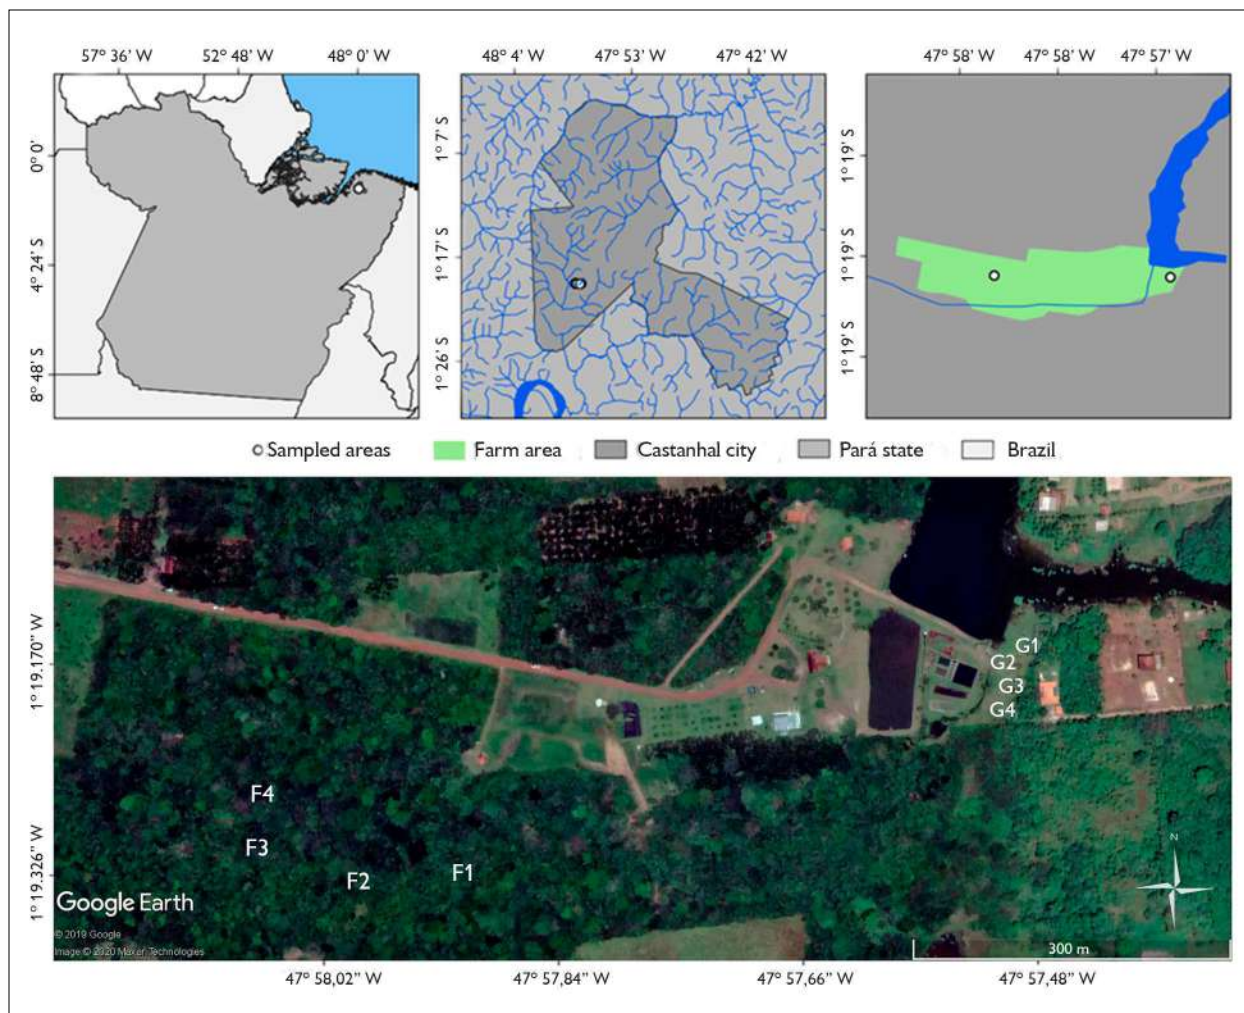 57° 36’ W 52° 48’ W 48° 0’ W
48° 4’ W 47° 53’ W 47° 42’ W
47° 58’ W 47° 58’ W 47° 57’ W
0° 0’
4° 24’ S
8° 48’ S
1° 7’ S
1° 17’ S
1° 26’ S
1° 19’ S
1° 19’ S
1° 19’ S
Sampled areas Farm area Castanhal city Pará state Brazil
1° 19.170” W
1° 19.326” W
G1
G2
G3
G4
F4
F3
F2
F1
N
Google Earth
© 2019 Google
Image © 2020 Maxar Technologies
300 m
47° 58,02” W 47° 57,84” W 47° 57,66” W 47° 57,48” W